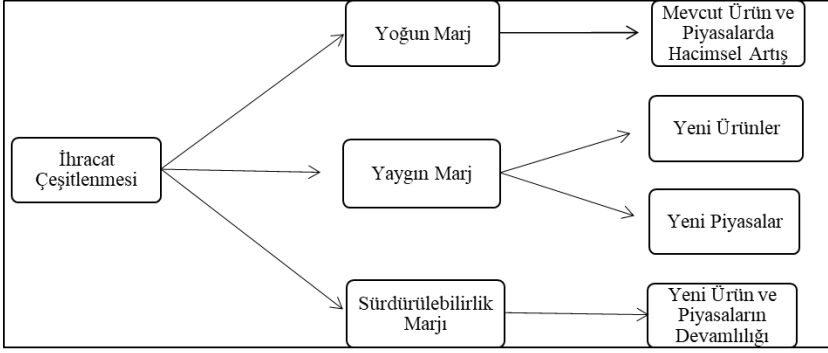 İhracat
Çeşitlenmesi
Yoğun Marj
Mevcut Ürün ve
Piyasalarda
Hacimsel Artış
Yaygın Marj
Yeni Ürünler
Yeni Piyasalar
Sürdürülebilirlik
Marjı
Yeni Ürün ve
Piyasaların
Devamlılığı